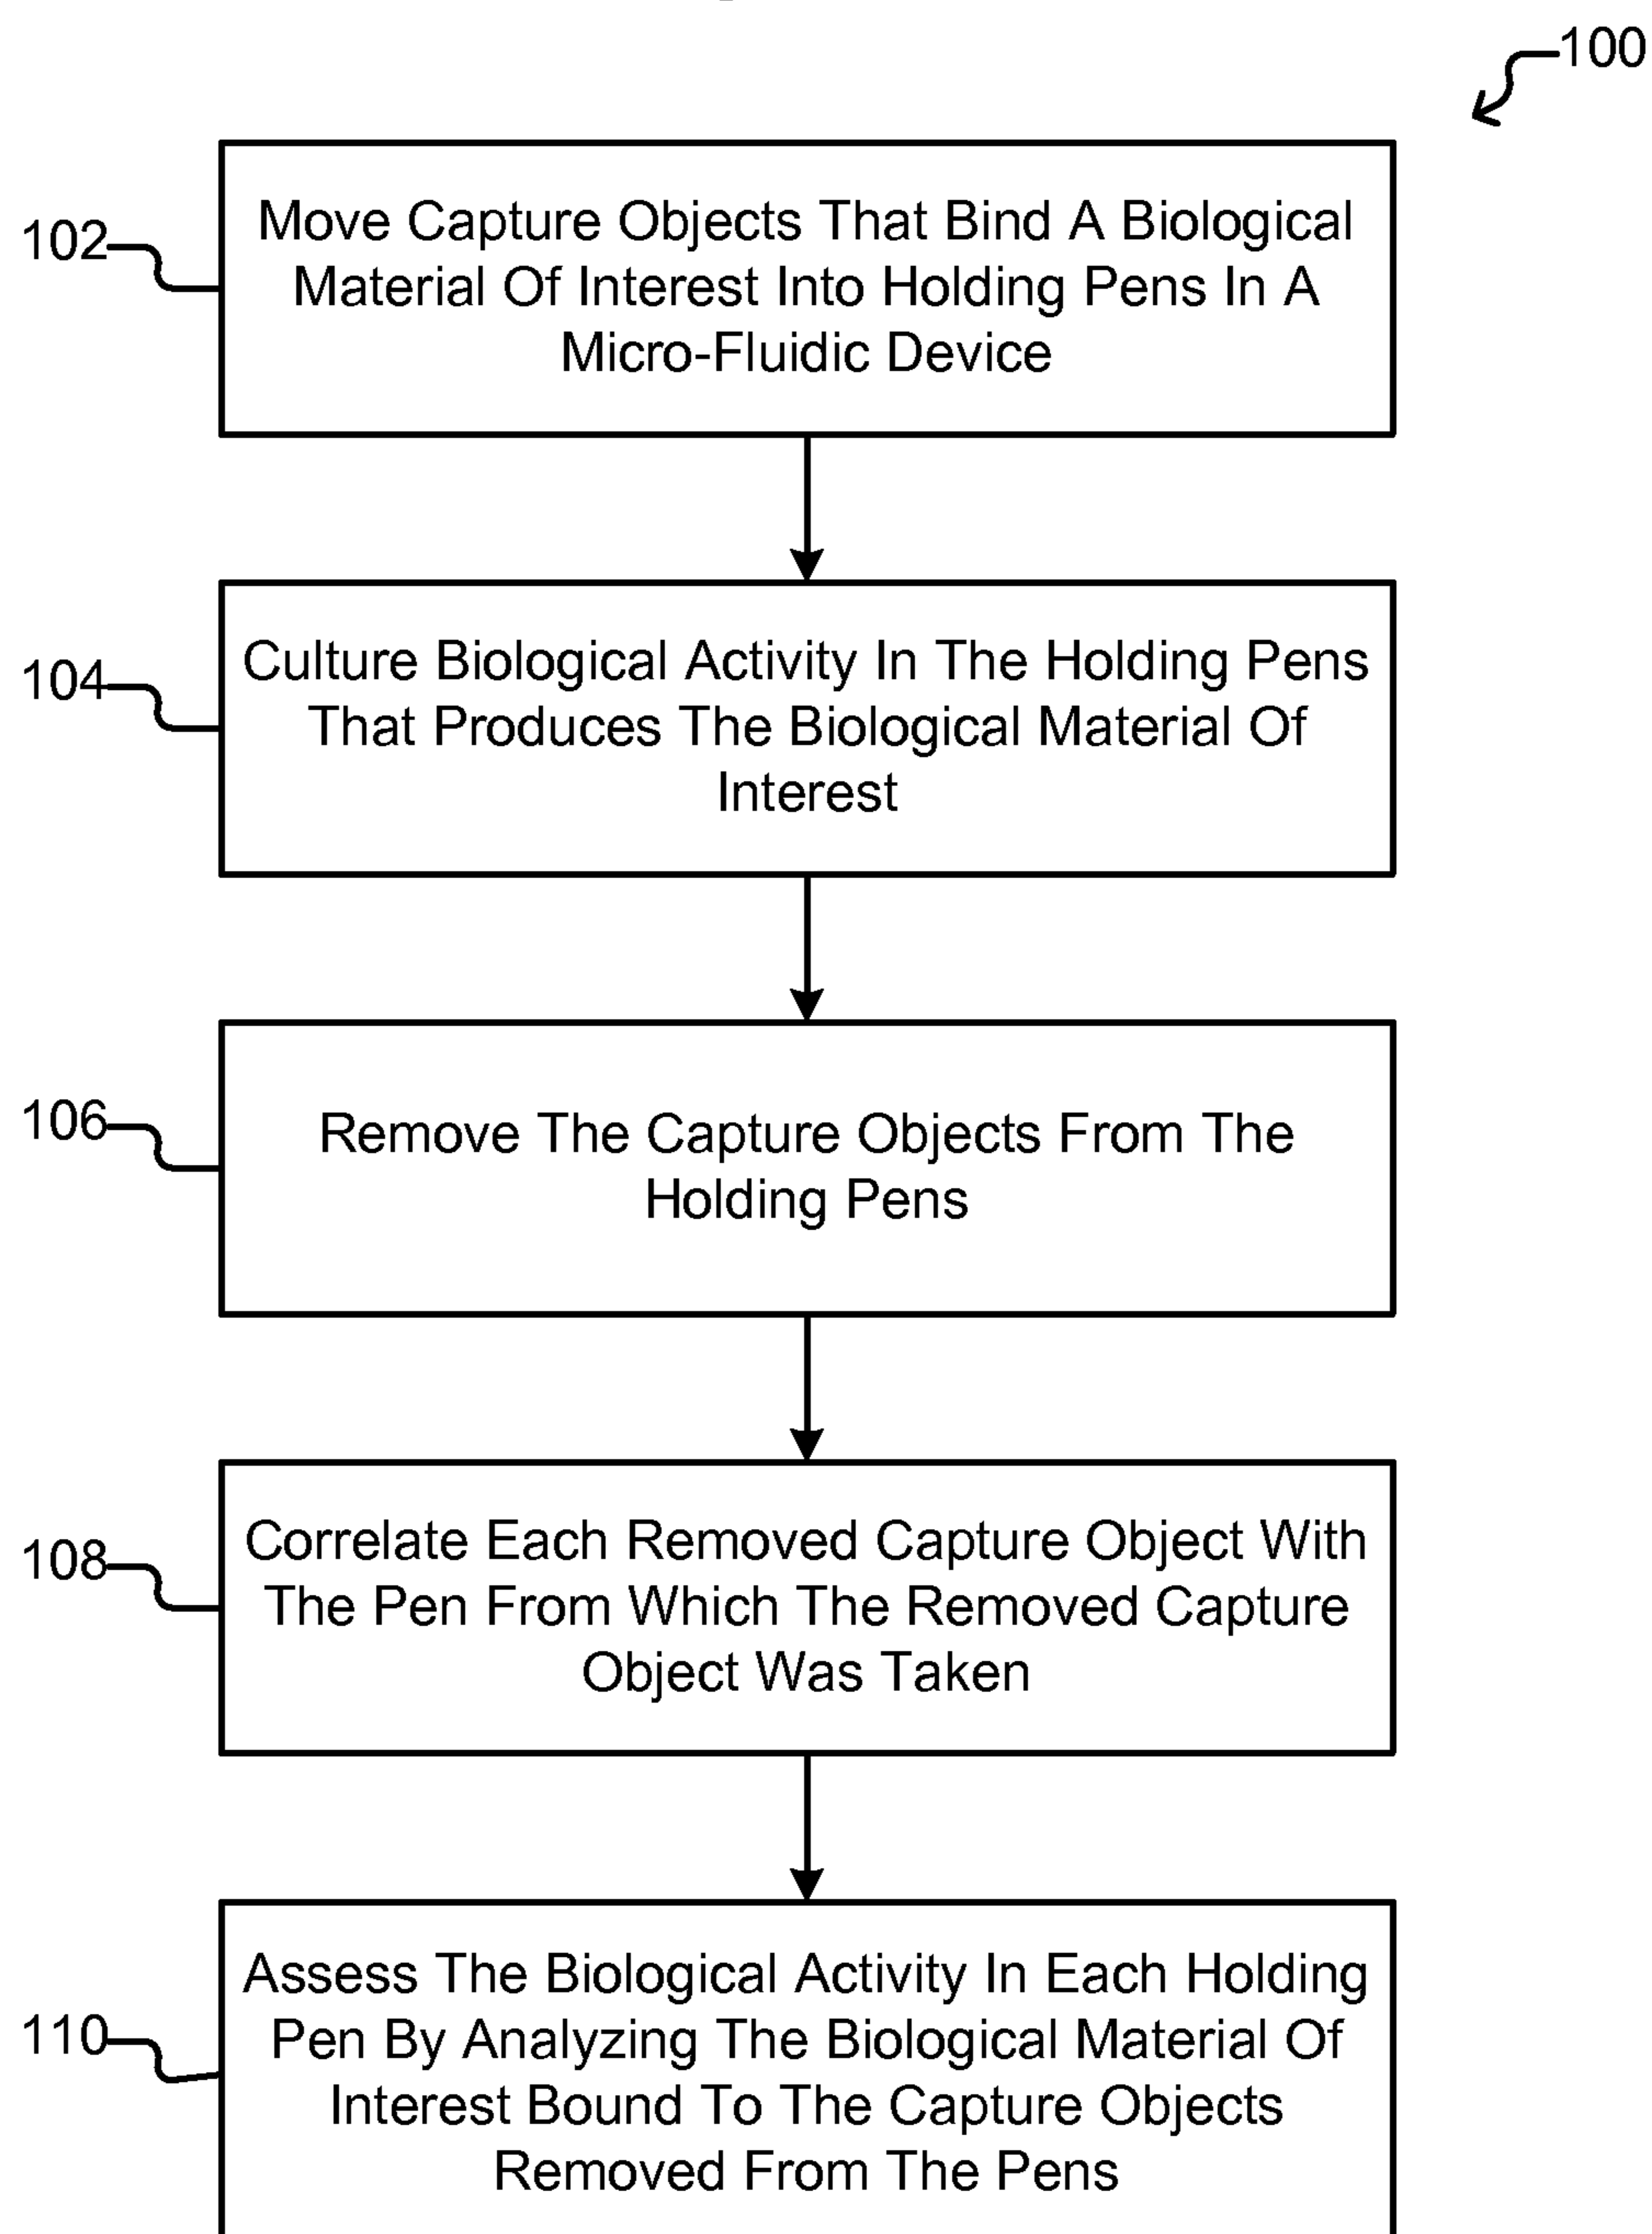 100
102
Move Capture Objects That Bind A Biological
Material Of Interest Into Holding Pens In A
Micro-Fluidic Device
104
Culture Biological Activity In The Holding Pens
That Produces The Biological Material Of
Interest
106
Remove The Capture Objects From The
Holding Pens
108
Correlate Each Removed Capture Object With
The Pen From Which The Removed Capture
Object Was Taken
110
Assess The Biological Activity In Each Holding
Pen By Analyzing The Biological Material Of
Interest Bound To The Capture Objects
Removed From The Pens